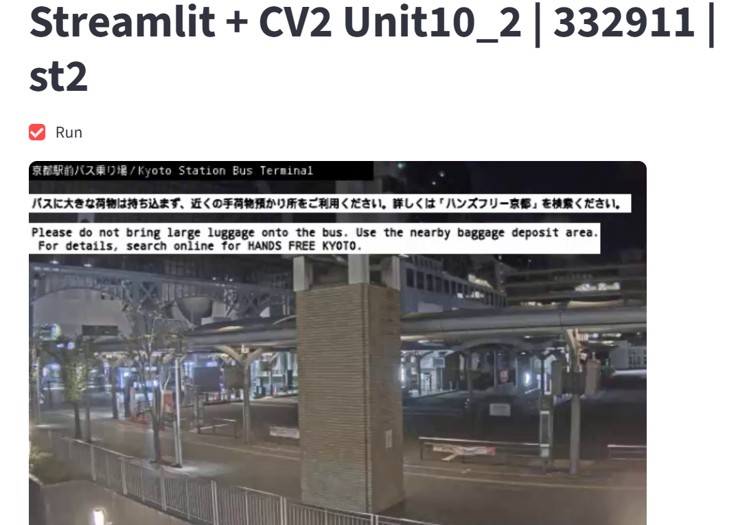 Streamlit + CV2 Unit10_2 | 332911 |
st2
Run
京都駅前バス乗り場/Kyoto Station Bus Terminal
バスに大きな荷物は持ち込まず、近くの手荷物預かり所をご利用ください。詳しくは「ハンズフリー京都」を検索ください。
Please do not bring large luggage onto the bus. Use the nearby baggage deposit area.
For details, search online for HANDS FREE KYOTO.